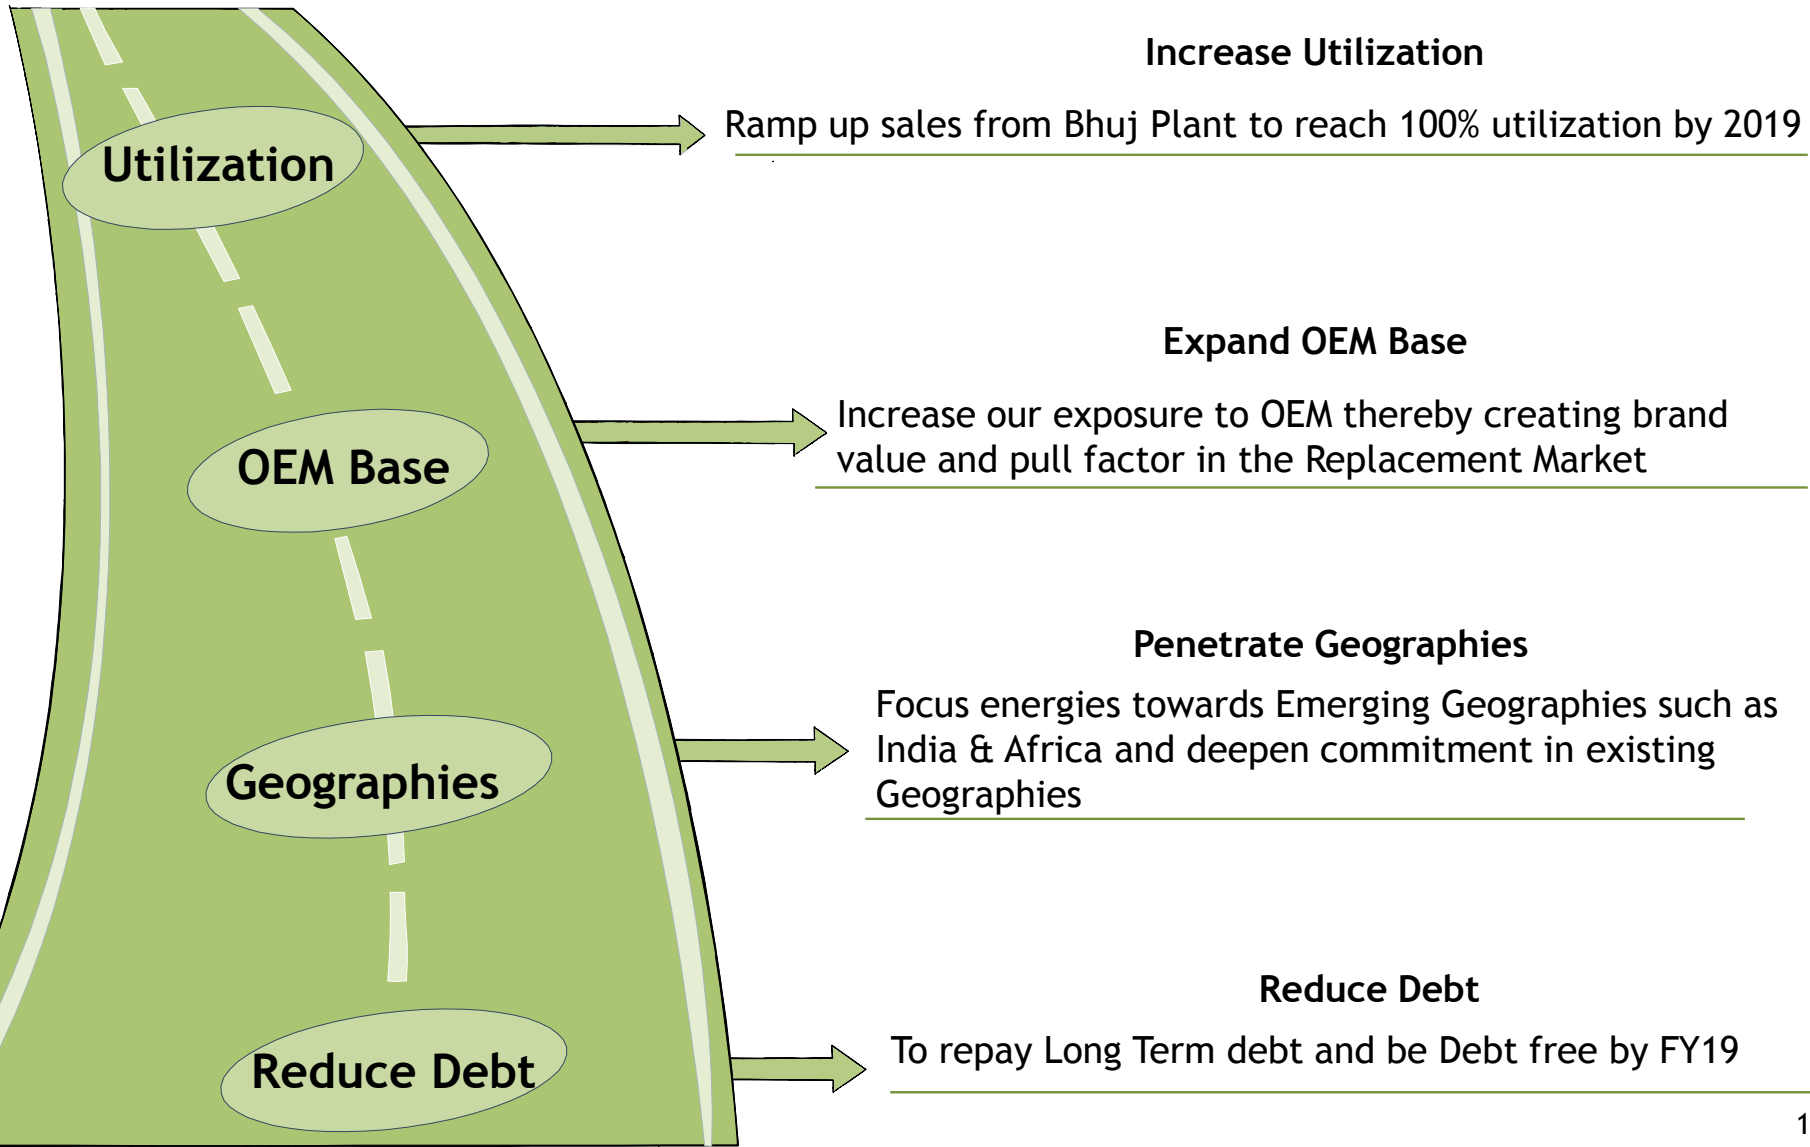 Increase Utilization
Ramp up sales from Bhuj Plant to reach 100% utilization by 2019
Utilization
Expand OEM Base
Increase our exposure to OEM thereby creating brand
value and pull factor in the Replacement Market
OEM Base
Penetrate Geographies
Focus energies towards Emerging Geographies such as
India & Africa and deepen commitment in existing
Geographies
Geographies
Reduce Debt
To repay Long Term debt and be Debt free by FY19
Reduce Debt
1